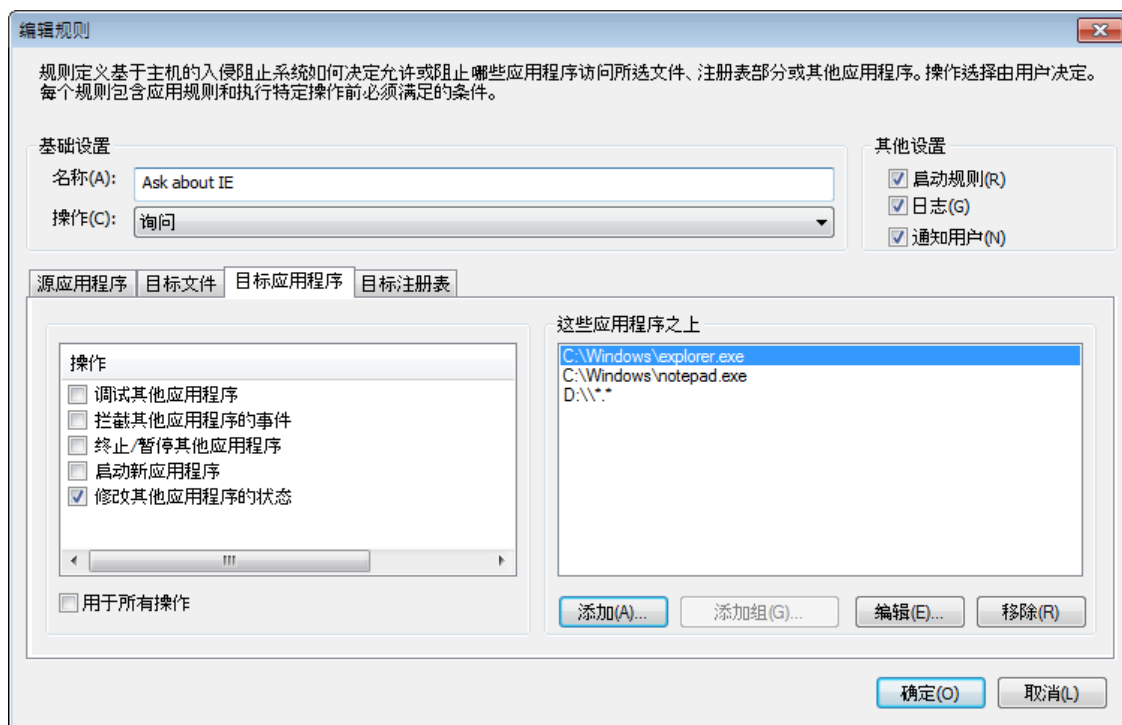 编辑规则
规则定义基于主机的入侵阻止系统如何决定允许或阻止哪些应用程序访问所选文件、注册表部分或其他应用程序。操作选择由用户决定。
每个规则包含应用规则和执行特定操作前必须满足的条件。
基础设置
名称(A):
Ask about IE
操作(C):
询问
其他设置
启动规则(R)
日志(G)
通知用户(N)
源应用程序
目标文件
目标应用程序
目标注册表
操作
调试其他应用程序
拦截其他应用程序的事件
终止/暂停其他应用程序
启动新应用程序
修改其他应用程序的状态
用于所有操作
这些应用程序之上
C:\Windows\explorer.exe
C:\Windows\notepad.exe
D:\\*.*
添加(A)...
添加组(G)...
编辑(E)...
移除(R)
确定(O)
取消(L)